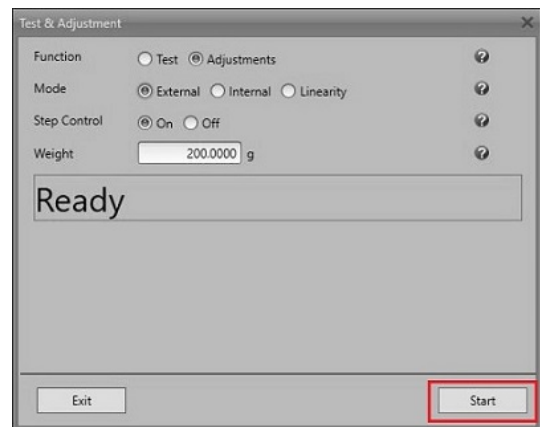 Test & Adjustment
Function Test Adjustments
Mode External Internal Linearity
Step Control On Off
Weight 200.0000 g
Ready
Exit Start